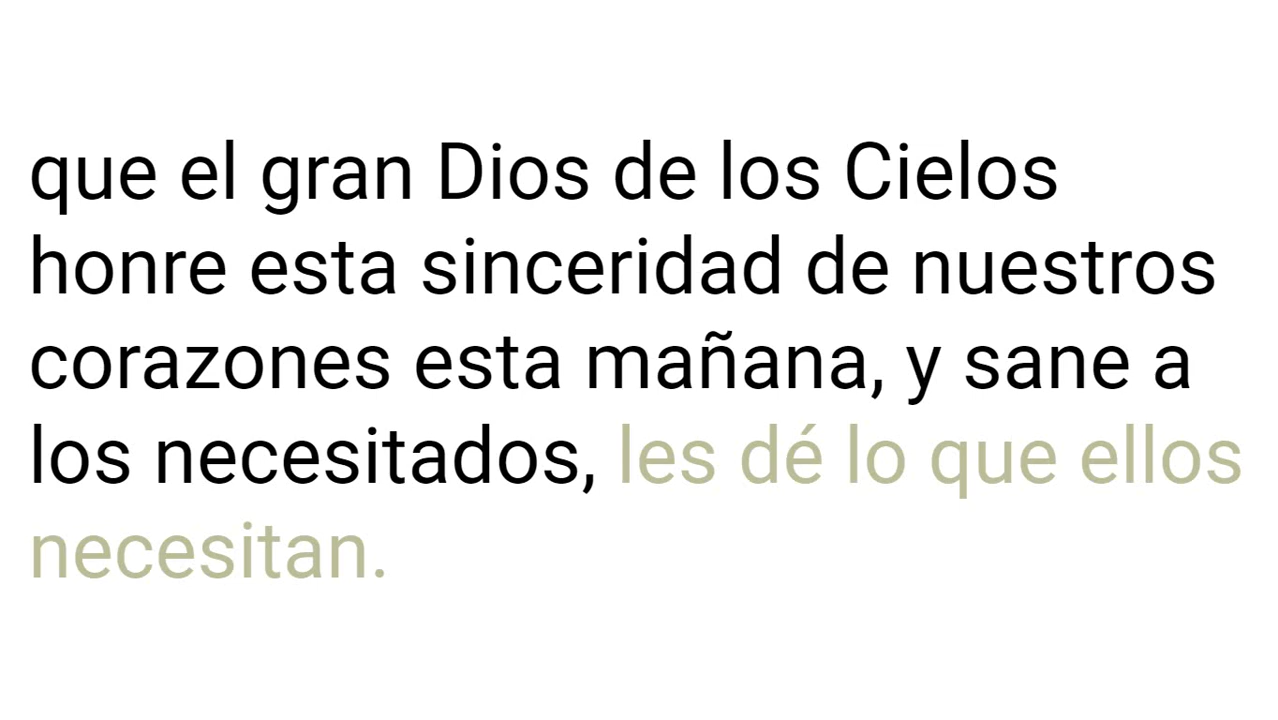 que el gran Dios de los Cielos
honre esta sinceridad de nuestros
corazones esta mañana, y sane a
los necesitados, les dé lo que ellos
necesitan.